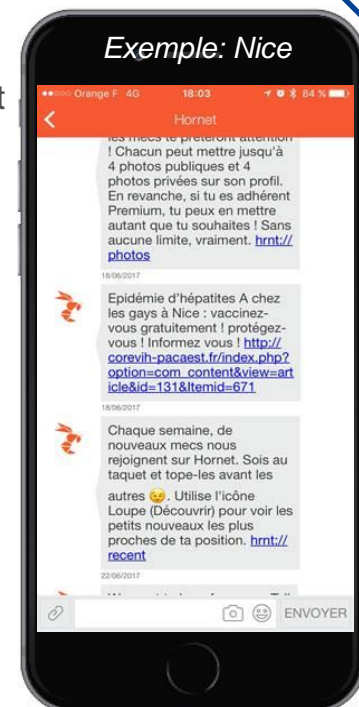 Exemple: Nice
t
Orange F 4G 18:03 84 %
Hornet
les mecs te prêteront attention
! Chacun peut mettre jusqu'à
4 photos publiques et 4
photos privées sur son profil.
En revanche, si tu es adhérent
Premium, tu peux en mettre
autant que tu souhaites ! Sans
aucune limite, vraiment. hrnt://
photos
18/06/2017
Epidémie d'hépatites A chez
les gays à Nice : vaccinez-
vous gratuitement ! protégez-
vous ! Informez vous ! http://
corevih-pacaest.fr/index.php?
option=com_content&view=art
icle&id=131&Itemid=671
18/06/2017
Chaque semaine, de
nouveaux mecs nous
rejoignent sur Hornet. Sois au
taquet et tope-les avant les
autres 😉. Utilise l'icône
Loupe (Découvrir) pour voir les
petits nouveaux les plus
proches de ta position. hrnt://
recent
22/06/2017
ENVOYER